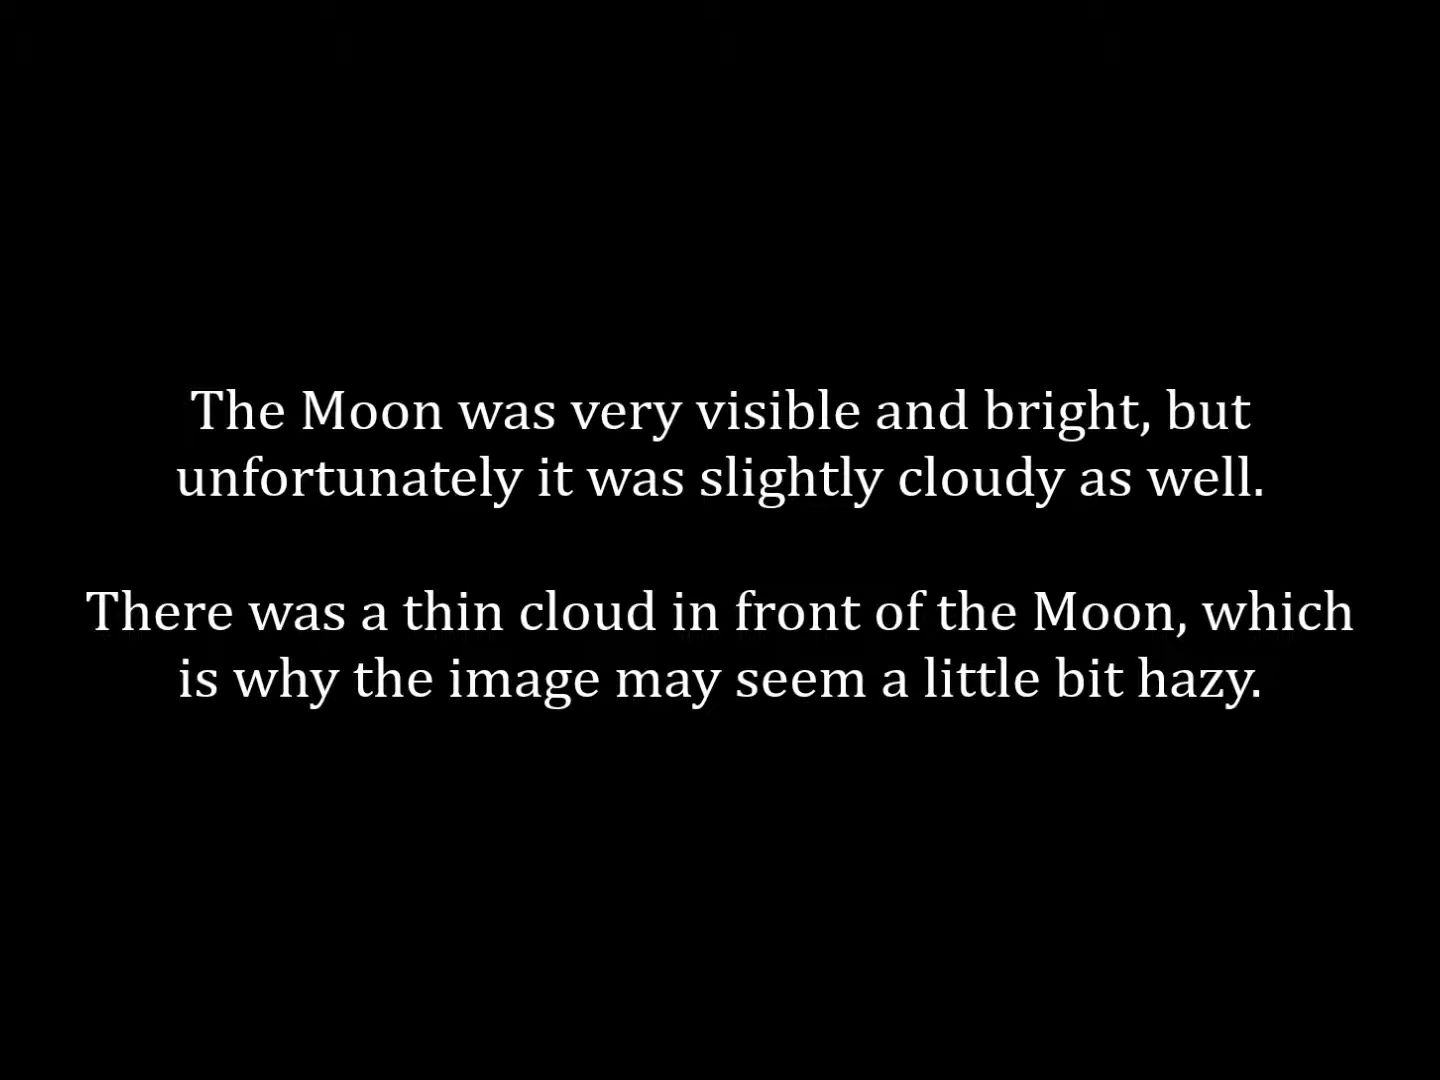 The Moon was very visible and bright, but
unfortunately it was slightly cloudy as well.
There was a thin cloud in front of the Moon, which
is why the image may seem a little bit hazy.